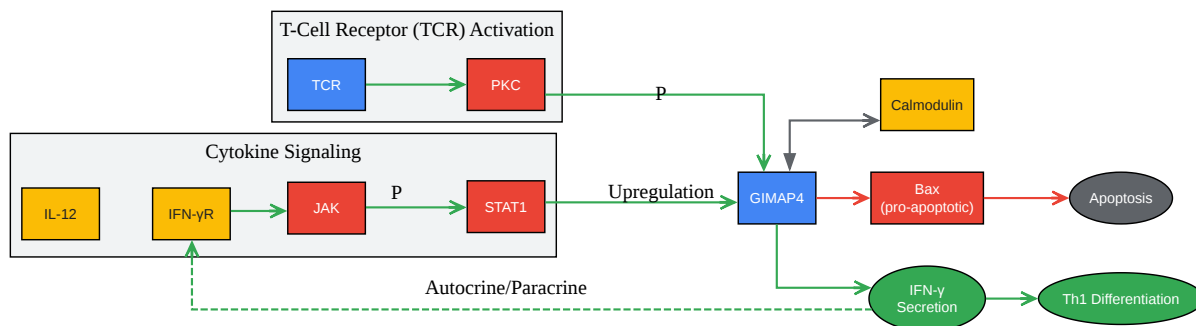 T-Cell Receptor (TCR) Activation
TCR
PKC
P
Calmodulin
Cytokine Signaling
IL-12
IFN-γR
JAK
P
STAT1
Upregulation
GIMAP4
Bax
(pro-apoptotic)
Apoptosis
Autocrine/Paracrine
IFN-γ
Secretion
Th1 Differentiation